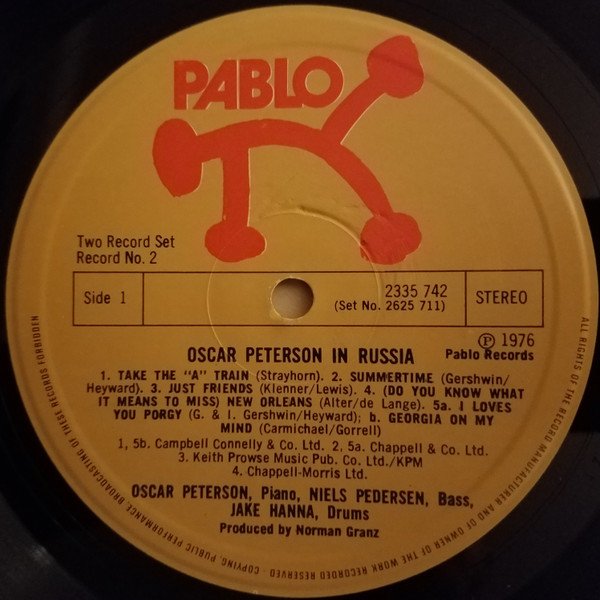 PABLO
Two Record Set
Record No. 2
Side 1
2335 742
(Set No. 2625 711)
STEREO
OSCAR PETERSON IN RUSSIA
Ⓟ 1976
Pablo Records
1. TAKE THE "A" TRAIN (Strayhorn). 2. SUMMERTIME (Gershwin/
Heyward). 3. JUST FRIENDS (Klenner/Lewis). 4. (DO YOU KNOW WHAT
IT MEANS TO MISS) NEW ORLEANS (Alter/de Lange). 5a. I LOVES
YOU PORGY (G. & I. Gershwin/Heyward); b. GEORGIA ON MY
MIND (Carmichael/Gorrell)
1, 5b. Campbell Connelly & Co. Ltd. 2, 5a. Chappell & Co. Ltd.
3. Keith Prowse Music Pub. Co. Ltd./KPM
4. Chappell-Morris Ltd.
OSCAR PETERSON, Piano, NIELS PEDERSEN, Bass,
JAKE HANNA, Drums
Produced by Norman Granz
ALL RIGHTS OF THE RECORD MANUFACTURER AND OF OWNER OF THE WORK RECORDED RESERVED · COPYING, PUBLIC PERFORMANCE BROADCASTING OF THESE RECORDS FORBIDDEN